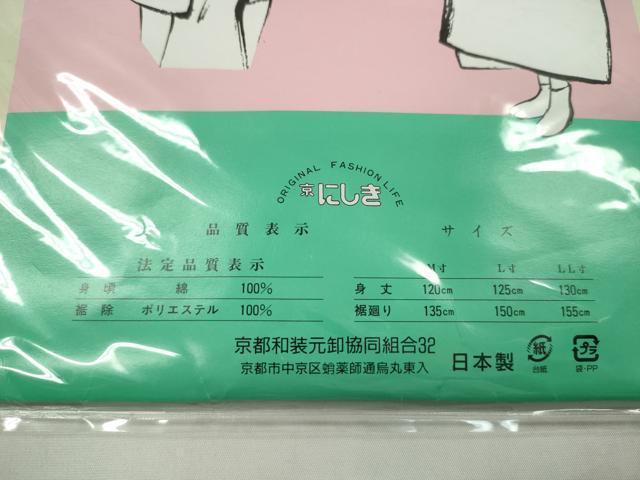 ORIGINAL FASHION LIFE
京にしき
品質表示
法定品質表示
身頃 綿 100%
裾除 ポリエステル 100%
サイズ
M寸 L寸 LL寸
身丈 120cm 125cm 130cm
裾廻り 135cm 150cm 155cm
京都和装元卸協同組合32
京都市中京区蛸薬師通烏丸東入
日本製
紙
台紙
プラ
袋・PP